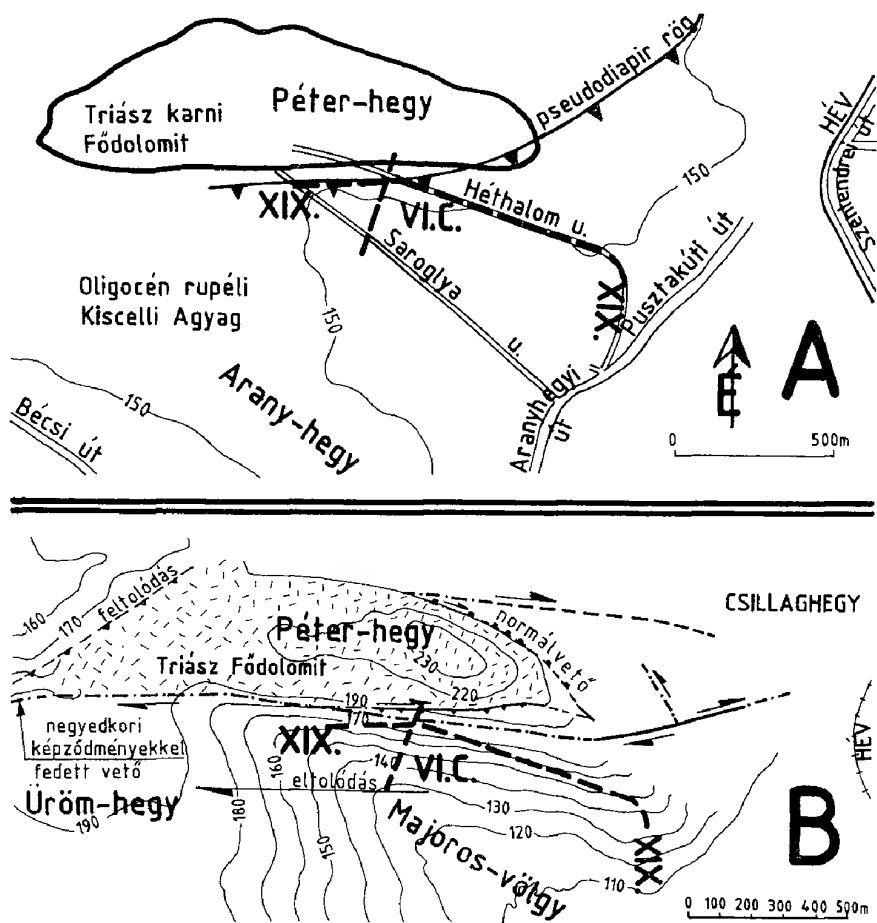 Péter-hegy
Triász karni
Fődolomit
pseudodiapir rög
HÉV
Szentendrei út
150
XIX.
VI.C.
Héthalom u.
Saroglya u.
Oligocén rupéli
Kiscelli Agyag
150
XIX.
Pusztakúti út
Arany-hegy
Aranyhegyi út
150
Bécsi út
É
A
0 500m
160
170
feltolódás
CSILLAGHEGY
Péter-hegy
normálvető
230
Triász Fődolomit
220
190
170
negyedkori
képződményekkel
fedett vető
XIX.
VI.C.
HÉV
160
140
eltolódás
Üröm-hegy
190
180
130
150
Majoros-völgy
120
XIX
110
B
0 100 200 300 400 500m